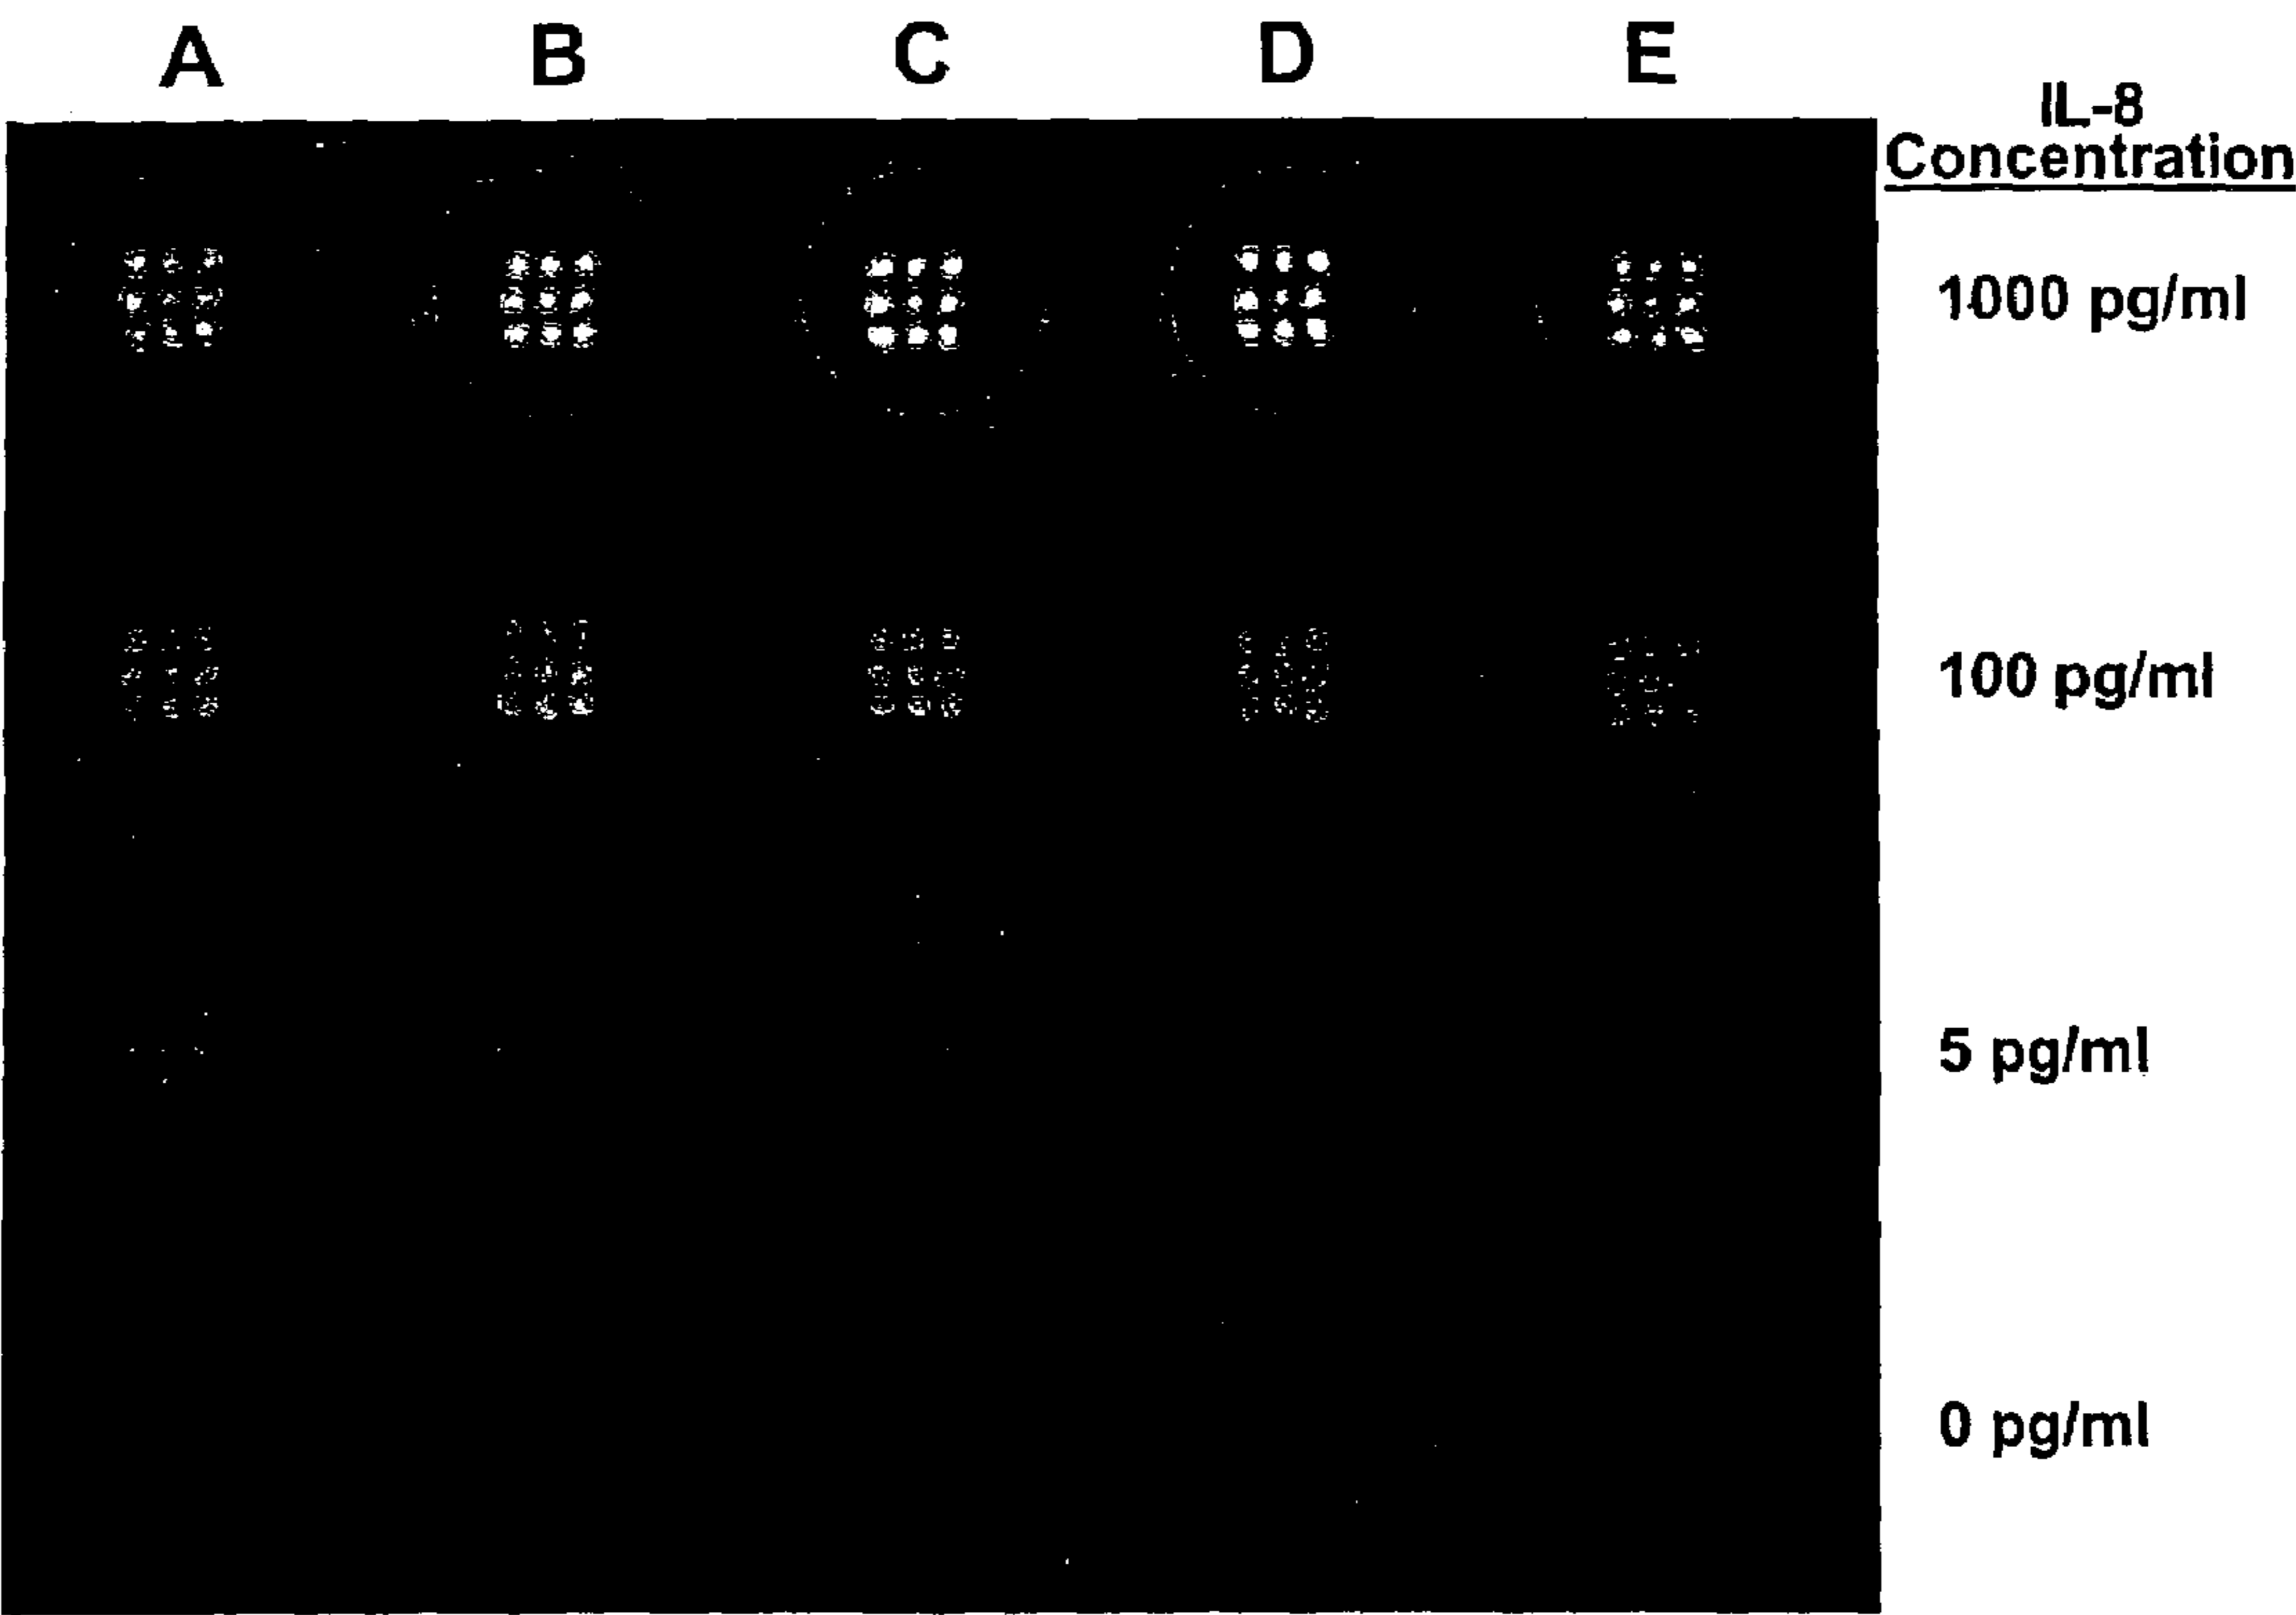 A B C D E
IL-8
Concentration
1000 pg/ml
100 pg/ml
5 pg/ml
0 pg/ml